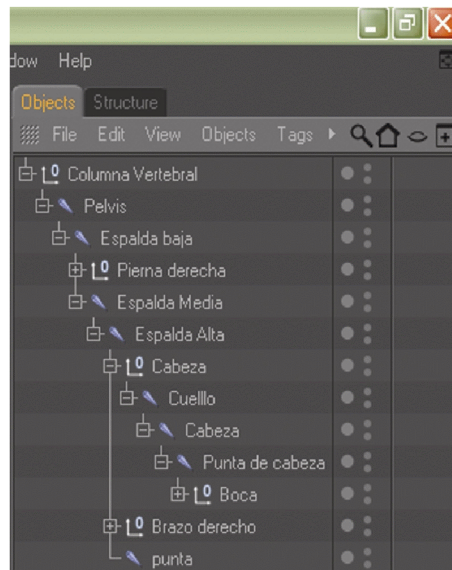 dow Help
Objects Structure
File Edit View Objects Tags
Columna Vertebral
Pelvis
Espalda baja
Pierna derecha
Espalda Media
Espalda Alta
Cabeza
Cuelllo
Cabeza
Punta de cabeza
Boca
Brazo derecho
punta